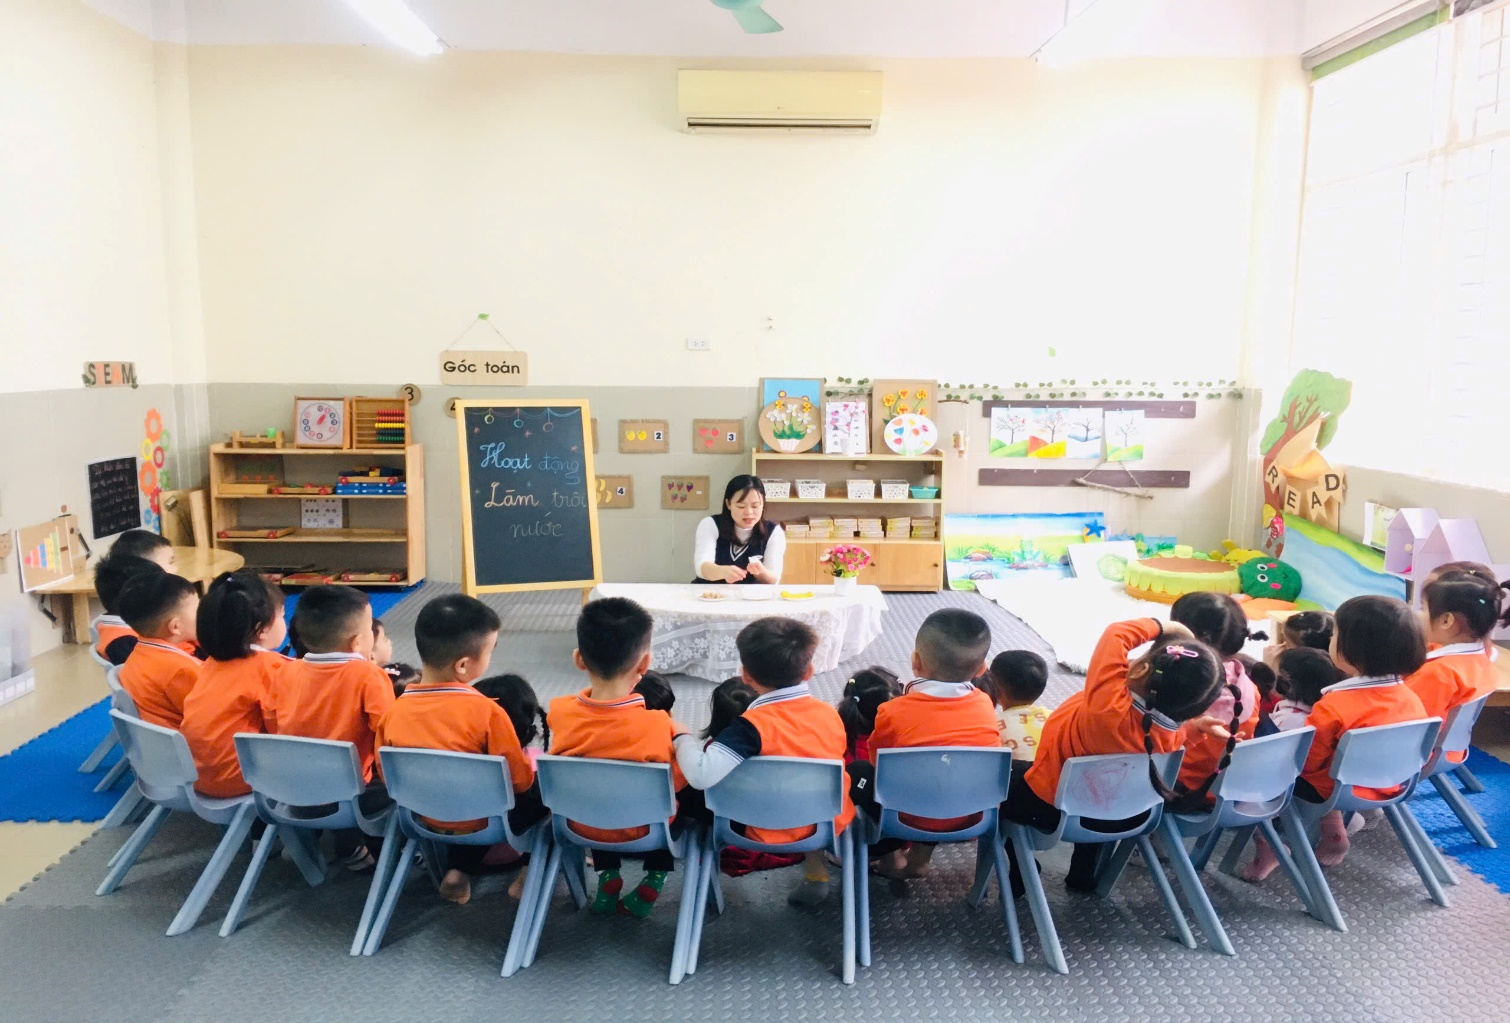 STEAM
Góc toán
3
2
3
4
Hoạt động
Làm trôi
nước
READ